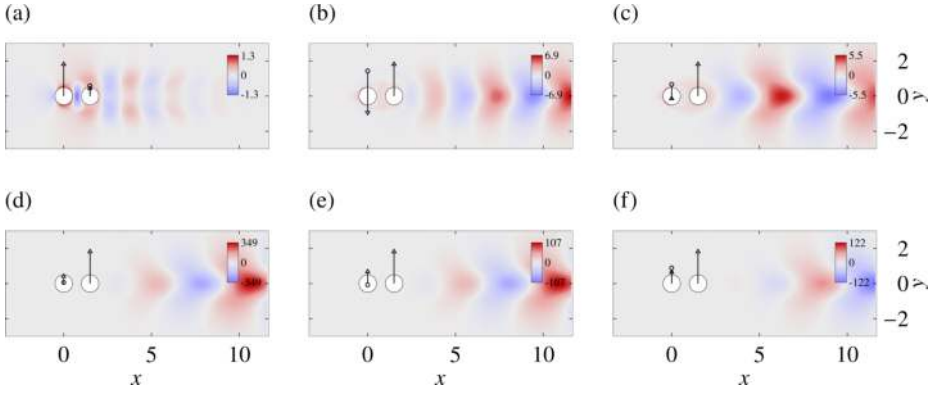 (a) (b) (c)
1.3 6.9 5.5 2
0 0 0 0 y
-1.3 -6.9 -5.5 −2
(d) (e) (f)
349 107 122 2
0 0 0 0 y
-349 -107 -122 −2
0 5 10 0 5 10 0 5 10
x x x